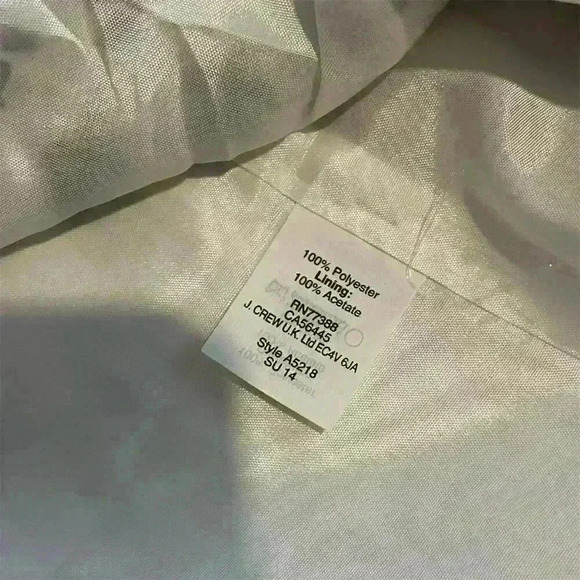 100% Polyester
Lining:
100% Acetate
RN77388
CA56445
J. CREW U.K. Ltd EC4V 6JA
Style A5218
SU 14